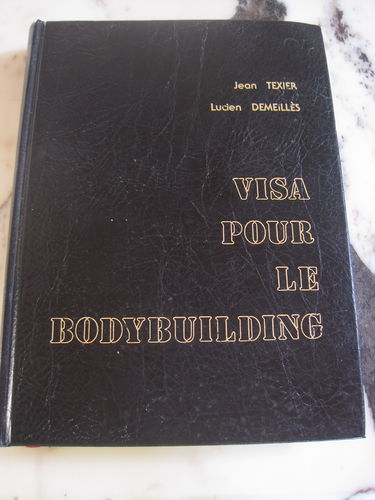 Jean TEXIER
Lucien DEMEILLÈS
VISA
POUR
LE
BODYBUILDING